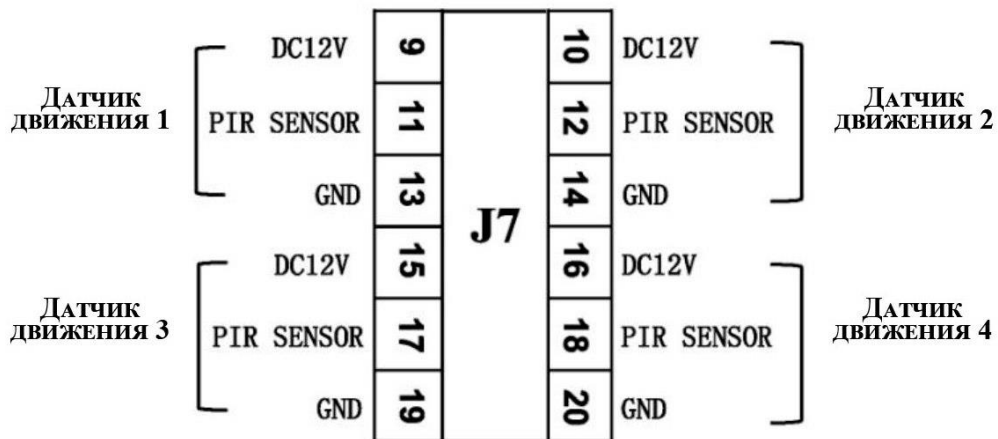 DC12V 9 10 DC12V
Датчик движения 1
PIR SENSOR 11 12 PIR SENSOR
Датчик движения 2
GND 13 14 GND
J7
DC12V 15 16 DC12V
Датчик движения 3
PIR SENSOR 17 18 PIR SENSOR
Датчик движения 4
GND 19 20 GND